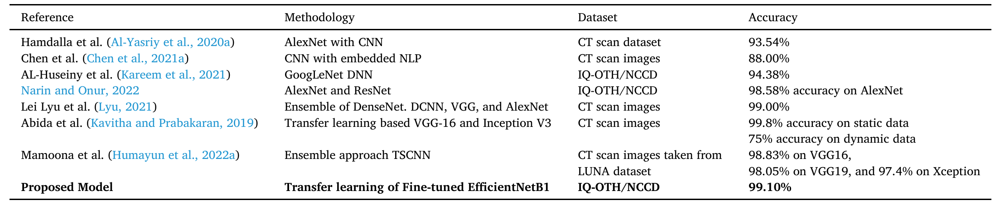 Reference Methodology Dataset Accuracy
Hamdalla et al. (Al-Yasriy et al., 2020a) AlexNet with CNN CT scan dataset 93.54%
Chen et al. (Chen et al., 2021a) CNN with embedded NLP CT scan images 88.00%
AL-Huseiny et al. (Kareem et al., 2021) GoogLeNet DNN IQ-OTH/NCCD 94.38%
Narin and Onur, 2022 AlexNet and ResNet IQ-OTH/NCCD 98.58% accuracy on AlexNet
Lei Lyu et al. (Lyu, 2021) Ensemble of DenseNet. DCNN, VGG, and AlexNet CT scan images 99.00%
Abida et al. (Kavitha and Prabakaran, 2019) Transfer learning based VGG-16 and Inception V3 CT scan images 99.8% accuracy on static data
75% accuracy on dynamic data
Mamoona et al. (Humayun et al., 2022a) Ensemble approach TSCNN CT scan images taken from 98.83% on VGG16,
LUNA dataset 98.05% on VGG19, and 97.4% on Xception
Proposed Model Transfer learning of Fine-tuned EfficientNetB1 IQ-OTH/NCCD 99.10%